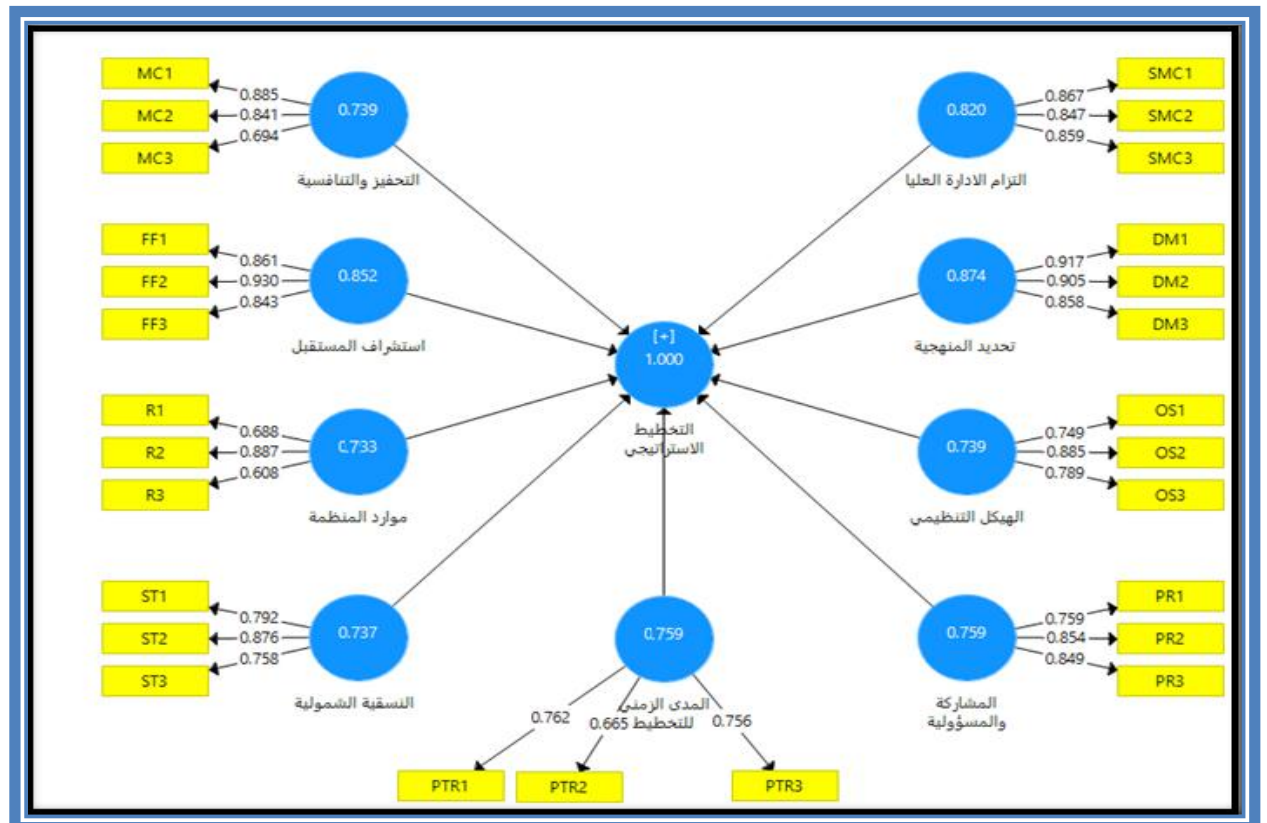 MC1
0.885
MC2
0.841
MC3
0.694
0.739
التحفيز والتنافسية
SMC1
0.867
SMC2
0.847
SMC3
0.859
0.820
التزام الادارة العليا
FF1
0.861
FF2
0.930
FF3
0.843
0.852
استشراف المستقبل
DM1
0.917
DM2
0.905
DM3
0.858
0.874
تحديد المنهجية
[+]
1.000
التخطيط
الاستراتيجي
R1
0.688
R2
0.887
R3
0.608
0.733
موارد المنظمة
OS1
0.749
OS2
0.885
OS3
0.789
0.739
الهيكل التنظيمي
ST1
0.792
ST2
0.876
ST3
0.758
0.737
النسقية الشمولية
0.759
المدى الزمني
للتخطيط
0.762
0.665
0.756
PTR1
PTR2
PTR3
PR1
0.759
PR2
0.854
PR3
0.849
0.759
المشاركة
والمسؤولية